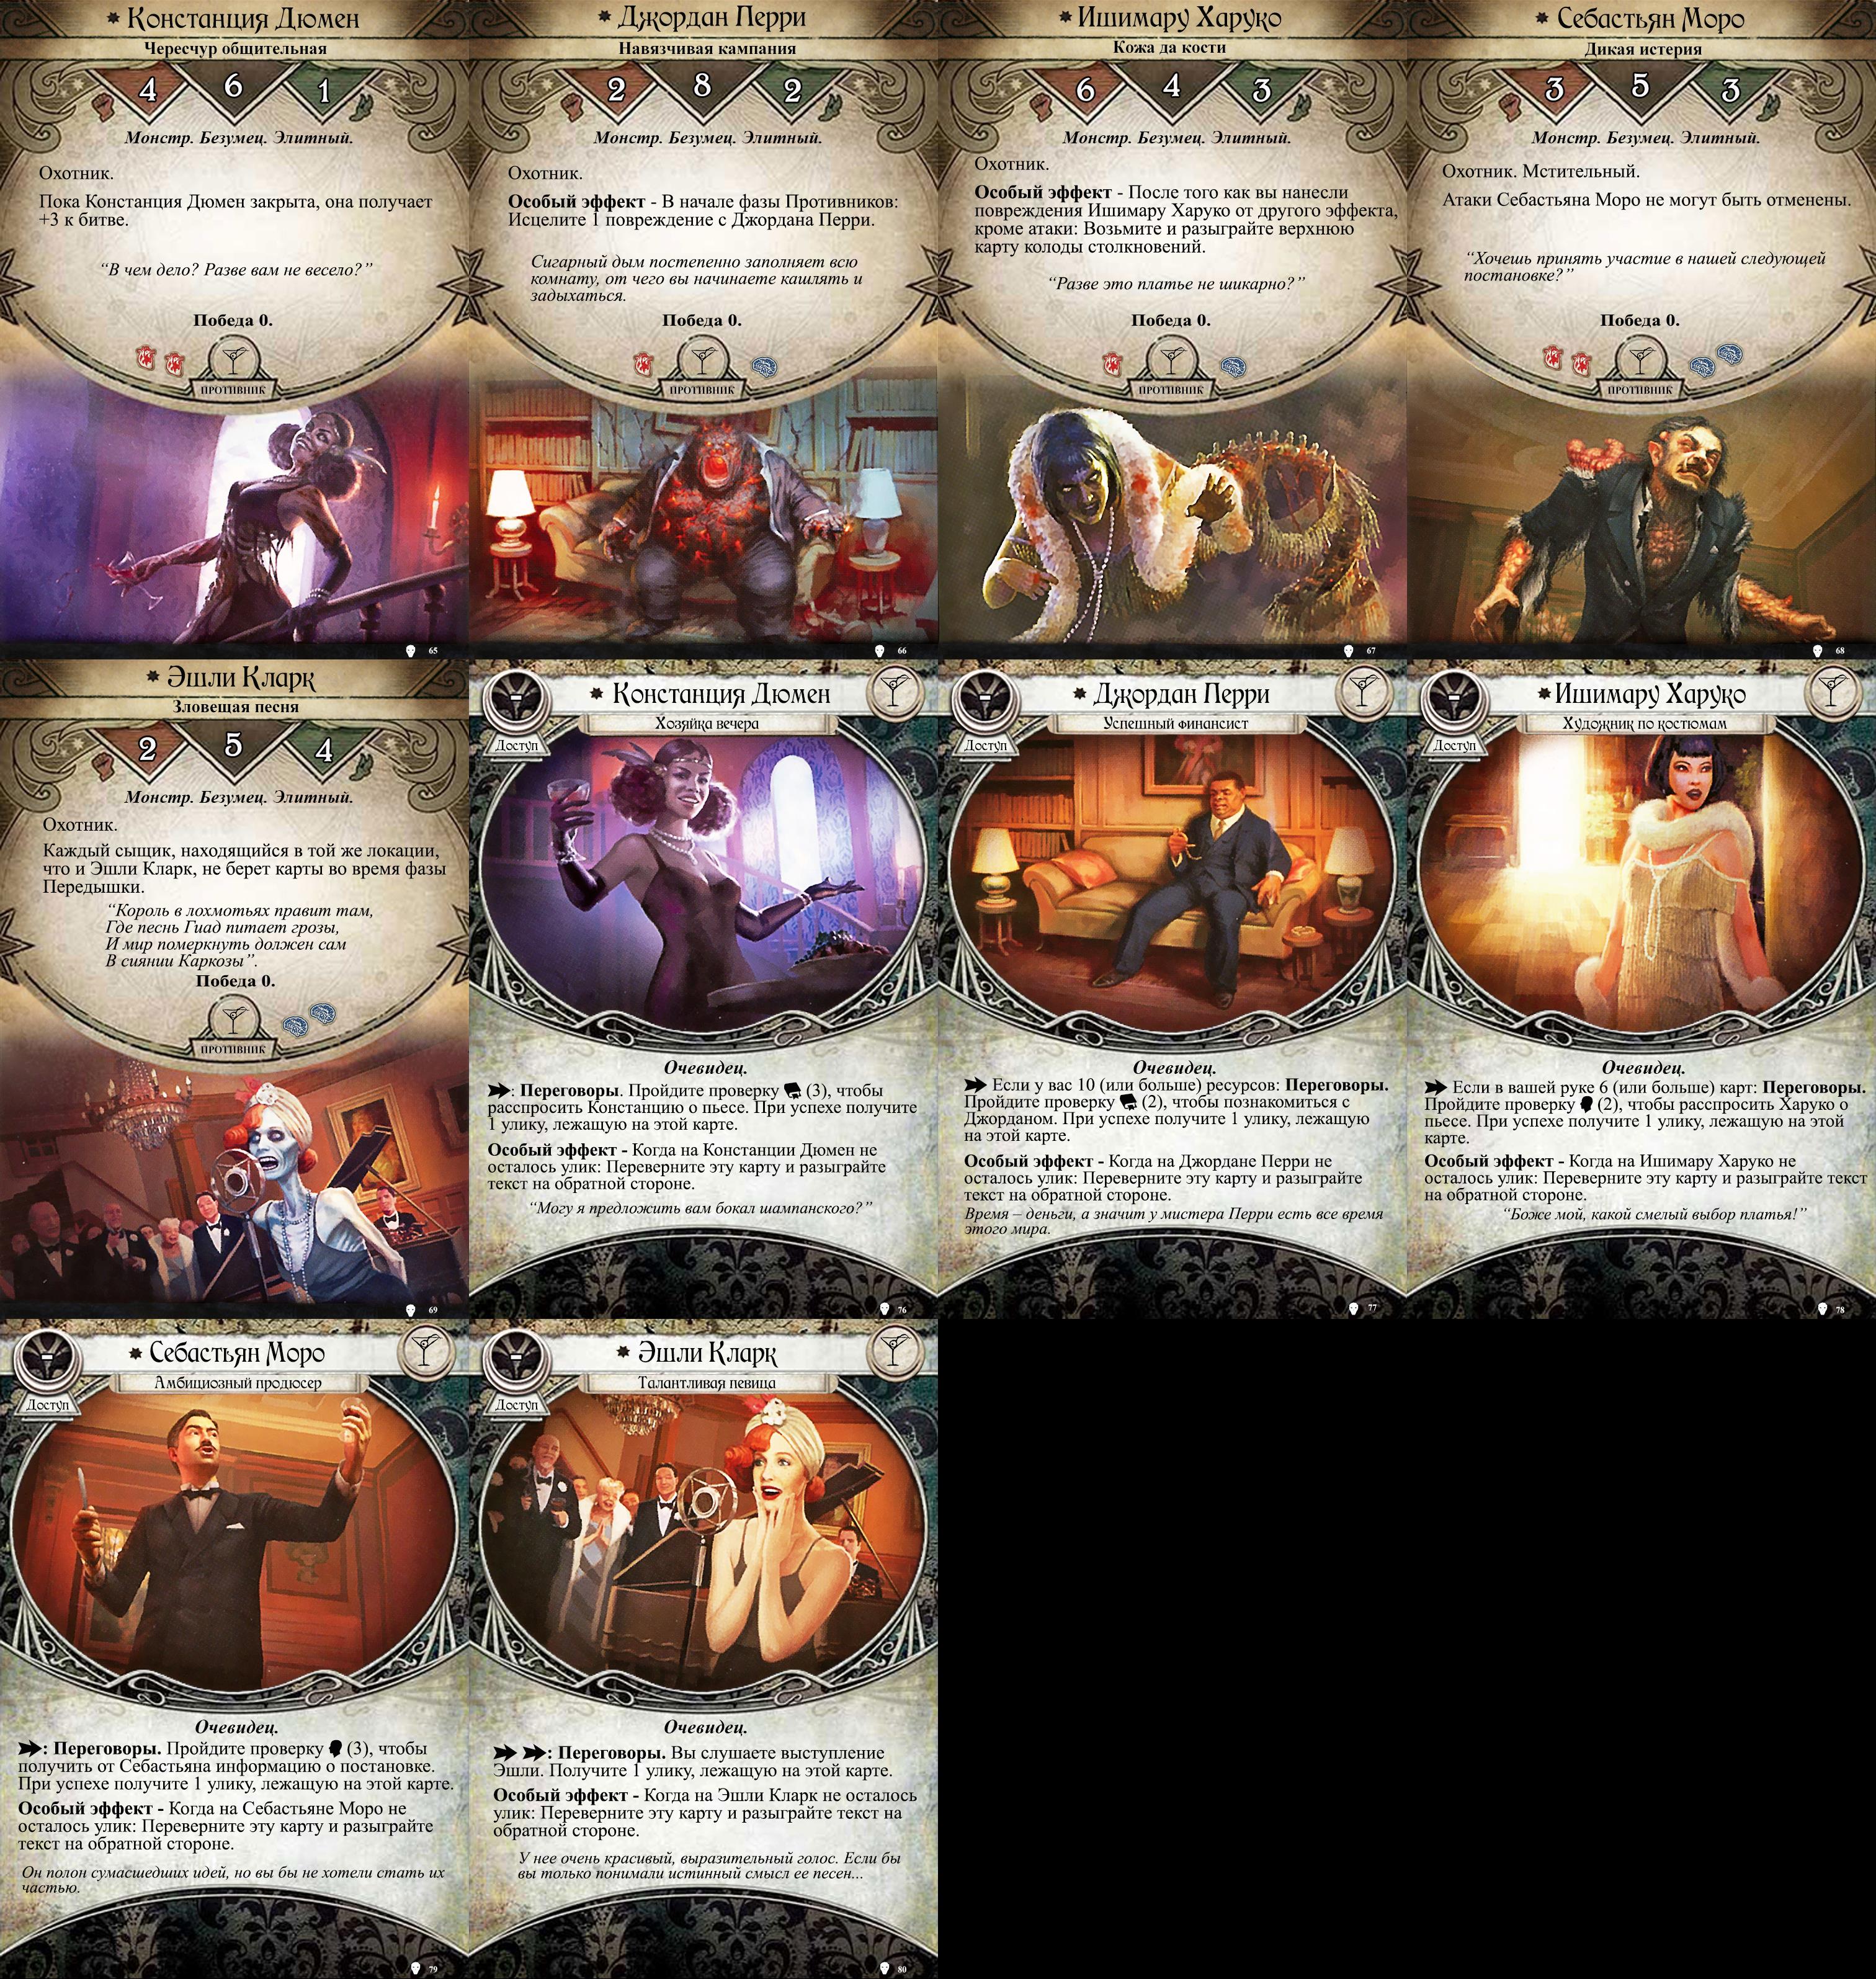 Констанция Дюмен
Чересчур общительная
4 6 1
Монстр. Безумец. Элитный.
Охотник.
Пока Констанция Дюмен закрыта, она получает
+3 к битве.
“В чем дело? Разве вам не весело?”
Победа 0.
ПРОТИВНИК
65
Джордан Перри
Навязчивая кампания
2 8 2
Монстр. Безумец. Элитный.
Охотник.
Особый эффект - В начале фазы Противников:
Исцелите 1 повреждение с Джордана Перри.
Сигарный дым постепенно заполняет всю
комнату, от чего вы начинаете кашлять и
задыхаться.
Победа 0.
ПРОТИВНИК
66
Ишимару Харуко
Кожа да кости
6 4 3
Монстр. Безумец. Элитный.
Охотник.
Особый эффект - После того как вы нанесли
повреждения Ишимару Харуко от другого эффекта,
кроме атаки: Возьмите и разыграйте верхнюю
карту колоды столкновений.
“Разве это платье не шикарно?”
Победа 0.
ПРОТИВНИК
67
Себастьян Моро
Дикая истерия
3 5 3
Монстр. Безумец. Элитный.
Охотник. Мстительный.
Атаки Себастьяна Моро не могут быть отменены.
“Хочешь принять участие в нашей следующей
постановке?”
Победа 0.
ПРОТИВНИК
68
Эшли Кларк
Зловещая песня
2 5 4
Монстр. Безумец. Элитный.
Охотник.
Каждый сыщик, находящийся в той же локации,
что и Эшли Кларк, не берет карты во время фазы
Передышки.
“Король в лохмотьях правит там,
Где песнь Гиад питает грозы,
И мир померкнуть должен сам
В сиянии Каркозы”.
Победа 0.
ПРОТИВНИК
69
Констанция Дюмен
Хозяйка вечера
Доступ
Очевидец.
: Переговоры. Пройдите проверку (3), чтобы
расспросить Констанцию о пьесе. При успехе получите
1 улику, лежащую на этой карте.
Особый эффект - Когда на Констанции Дюмен не
осталось улик: Переверните эту карту и разыграйте
текст на обратной стороне.
“Могу я предложить вам бокал шампанского?”
76
Джордан Перри
Успешный финансист
Доступ
Очевидец.
Если у вас 10 (или больше) ресурсов: Переговоры.
Пройдите проверку (2), чтобы познакомиться с
Джорданом. При успехе получите 1 улику, лежащую
на этой карте.
Особый эффект - Когда на Джордане Перри не
осталось улик: Переверните эту карту и разыграйте
текст на обратной стороне.
Время – деньги, а значит у мистера Перри есть все время
этого мира.
77
Ишимару Харуко
Художник по костюмам
Доступ
Очевидец.
Если в вашей руке 6 (или больше) карт: Переговоры.
Пройдите проверку (2), чтобы расспросить Харуко о
пьесе. При успехе получите 1 улику, лежащую на этой
карте.
Особый эффект - Когда на Ишимару Харуко не
осталось улик: Переверните эту карту и разыграйте текст
на обратной стороне.
“Боже мой, какой смелый выбор платья!”
78
Себастьян Моро
Амбициозный продюсер
Доступ
Очевидец.
: Переговоры. Пройдите проверку (3), чтобы
получить от Себастьяна информацию о постановке.
При успехе получите 1 улику, лежащую на этой карте.
Особый эффект - Когда на Себастьяне Моро не
осталось улик: Переверните эту карту и разыграйте
текст на обратной стороне.
Он полон сумасшедших идей, но вы бы не хотели стать их
частью.
79
Эшли Кларк
Талантливая певица
Доступ
Очевидец.
: Переговоры. Вы слушаете выступление
Эшли. Получите 1 улику, лежащую на этой карте.
Особый эффект - Когда на Эшли Кларк не осталось
улик: Переверните эту карту и разыграйте текст на
обратной стороне.
У нее очень красивый, выразительный голос. Если бы
вы только понимали истинный смысл ее песен...
80